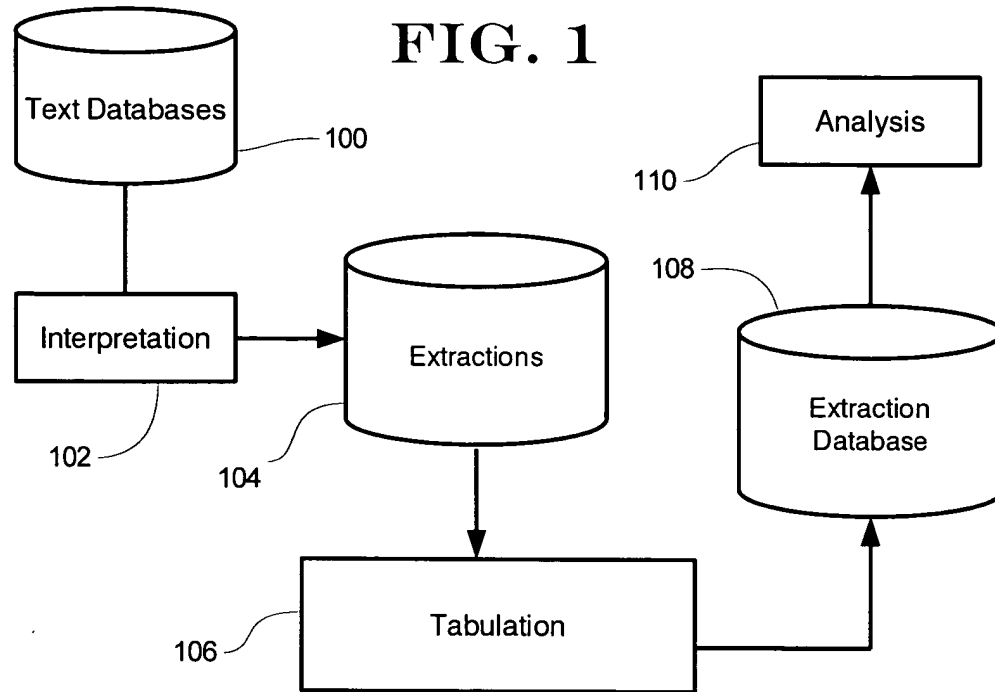 FIG. 1
Text Databases
100
Analysis
110
108
Interpretation
102
Extractions
104
Extraction
Database
Tabulation
106